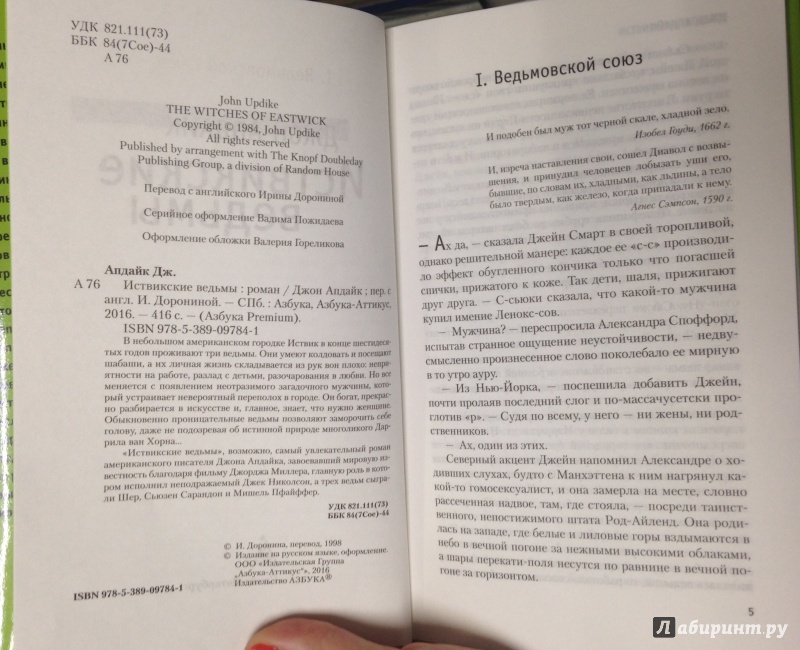 УДК 821.111(73)
ББК 84(7Сое)-44
А 76
John Updike
THE WITCHES OF EASTWICK
Copyright © 1984, John Updike
All rights reserved
Published by arrangement with The Knopf Doubleday
Publishing Group, a division of Random House
Перевод с английского Ирины Дорониной
Серийное оформление Вадима Пожидаева
Оформление обложки Валерия Гореликова
Апдайк Дж.
А 76 Иствикские ведьмы : роман / Джон Апдайк ; пер. с
англ. И. Дорониной. — СПб. : Азбука, Азбука-Аттикус,
2016. — 416 с. — (Азбука Premium).
ISBN 978-5-389-09784-1
В небольшом американском городке Иствик в конце шестиде-
сятых годов проживают три ведьмы. Они умеют колдовать и посещают
шабаши, а их личная жизнь складывается из рук вон плохо: неприят-
ности на работе, разлад с детьми, разочарования в любви. Но все
меняется с появлением неотразимого загадочного мужчины, ко-
торый устраивает невероятный переполох в городе. Он богат, прекрас-
но разбирается в искусстве и, главное, знает, что нужно женщине.
Обыкновенно проницательные ведьмы позволяют заморочить себе
голову, даже не подозревая об истинной природе многоликого Дар-
рила ван Хорна...
«Иствикские ведьмы», возможно, самый увлекательный роман
американского писателя Джона Апдайка, завоевавший мировую из-
вестность благодаря фильму Джорджа Миллера, главную роль в кото-
ром исполнил неподражаемый Джек Николсон, а трех ведьм сыгра-
ли Шер, Сьюзен Сарандон и Мишель Пфайффер.
УДК 821.111(73)
ББК 84(7Сое)-44
© И. Доронина, перевод, 1998
© Издание на русском языке, оформление.
ООО «Издательская Группа
„Азбука-Аттикус“», 2016
Издательство АЗБУКА®
ISBN 978-5-389-09784-1
I. Ведьмовской союз
И подобен был муж тот черной скале, хладной зело.
Изобел Гоуди, 1662 г.
И, изреча наставления свои, сошел Диавол с возвы-
шения, и принудил человецев лобызать уши его,
бывшие, по словам их, хладными, как льдины, а тело
было твердым, как железо, когда припадали к нему.
Агнес Сэмпсон, 1590 г.
— Ах да, — сказала Джейн Смарт в своей торопливой,
однако решительной манере: каждое ее «с-с» производи-
ло эффект обугленного кончика только что погасшей
спички, прижатого к коже. Так дети, шаля, прижигают
друг друга. — С-сьюки сказала, что какой-то мужчина
купил имение Ленокс-сов.
— Мужчина? — переспросила Александра Споффорд,
испытав странное ощущение неустойчивости, — недву-
смысленно произнесенное слово поколебало ее мирную
в то утро ауру.
— Из Нью-Йорка, — поспешила добавить Джейн,
почти пролаяв последний слог и по-массачусетски про-
глотив «р». — Судя по всему, у него — ни жены, ни род-
ственников.
— Ах, один из этих.
Северный акцент Джейн напомнил Александре о хо-
дивших слухах, будто с Манхэттена к ним нагрянул ка-
кой-то гомосексуалист, и она замерла на месте, словно
рассеченная надвое, там, где стояла, — посреди таинст-
венного, непостижимого штата Род-Айленд. Она роди-
лась на западе, где белые и лиловые горы вздымаются в
небо в вечной погоне за нежными высокими облаками,
а шары перекати-поля несутся по равнине в вечной по-
гоне за горизонтом.
5
Лабиринт.ру